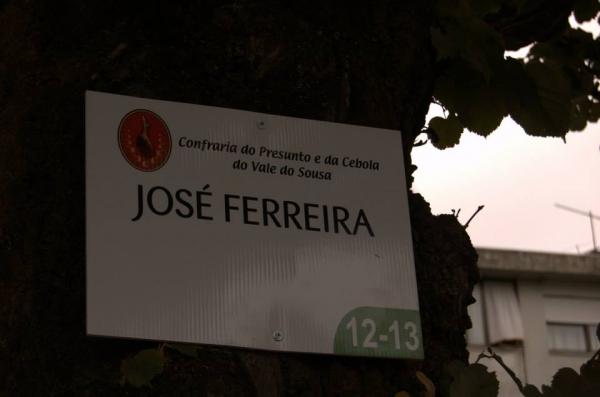 Confraria do Presunto e da Cebola
do Vale do Sousa
JOSÉ FERREIRA
12-13